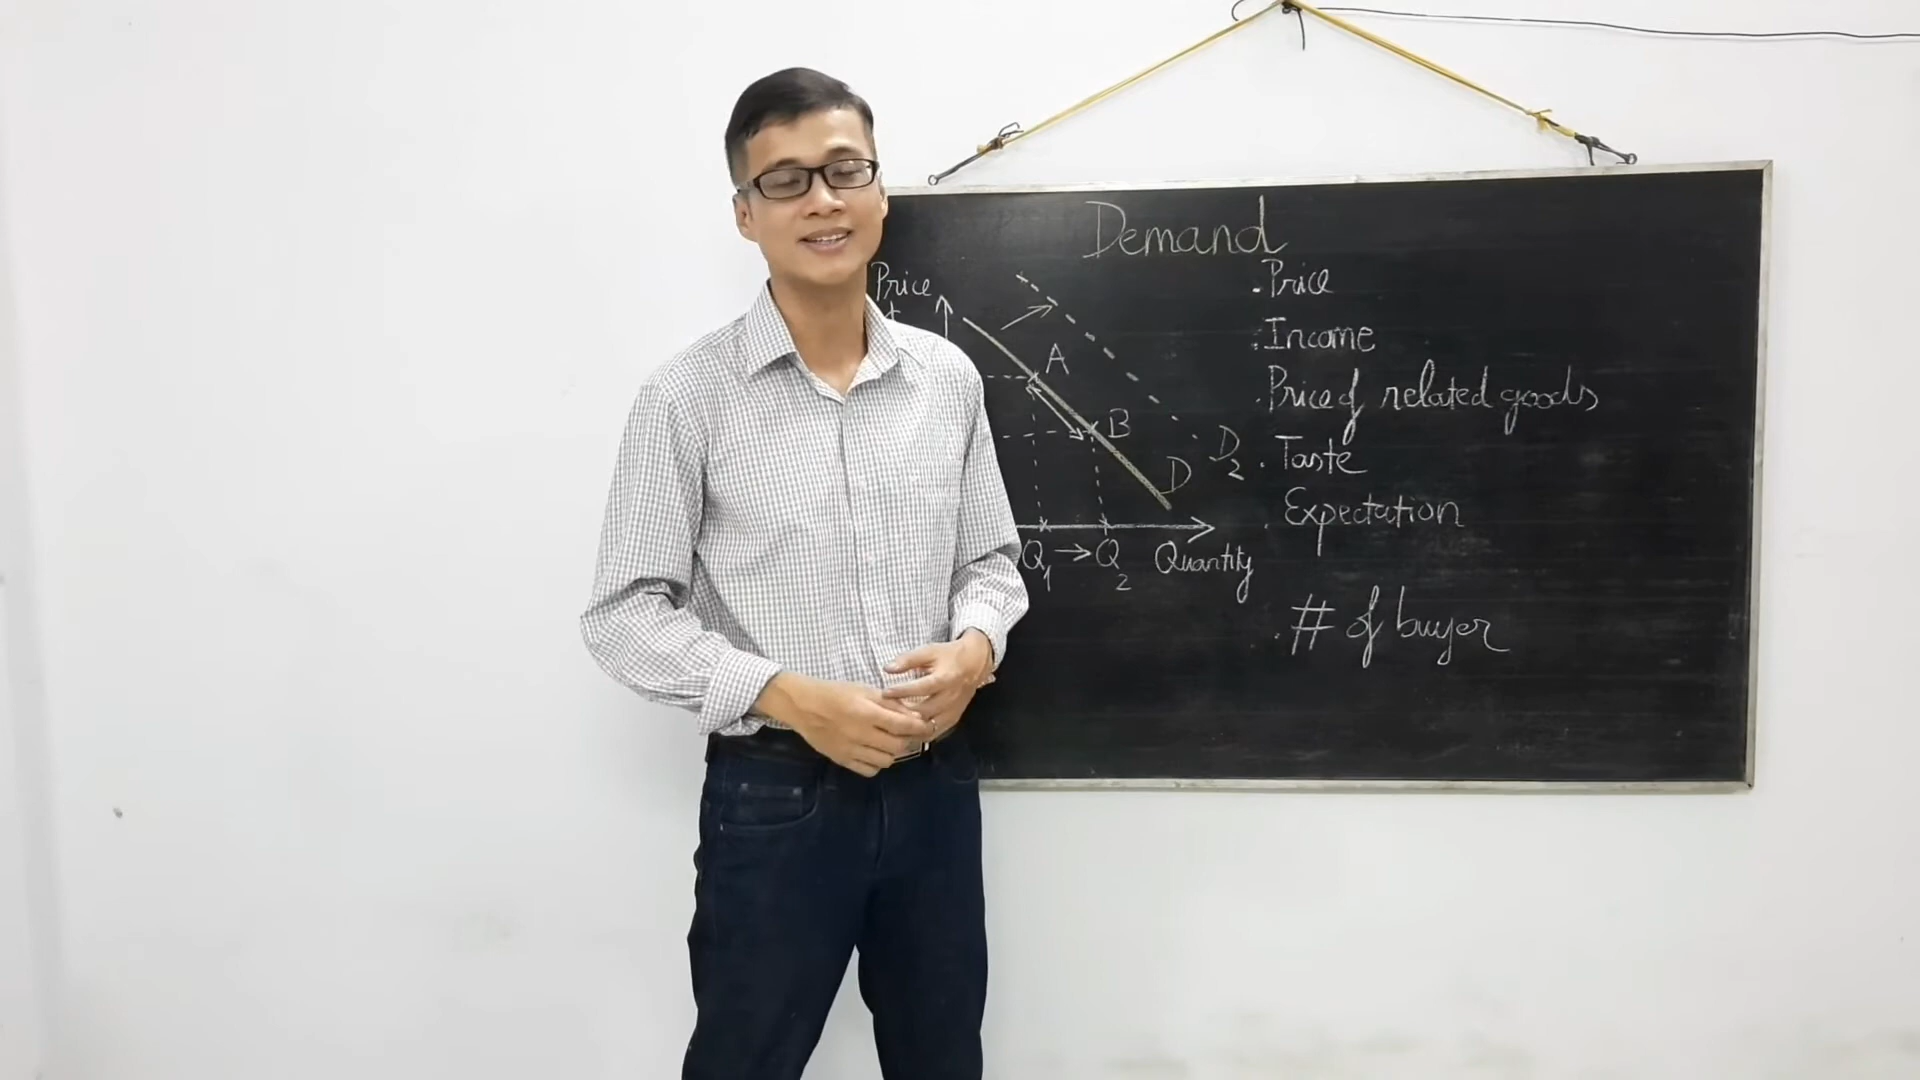 Demand
Price
A
B
D
D2
Q1 → Q2
Quantity
. Price
. Income
. Price of related goods
. Taste
. Expectation
. # of buyer